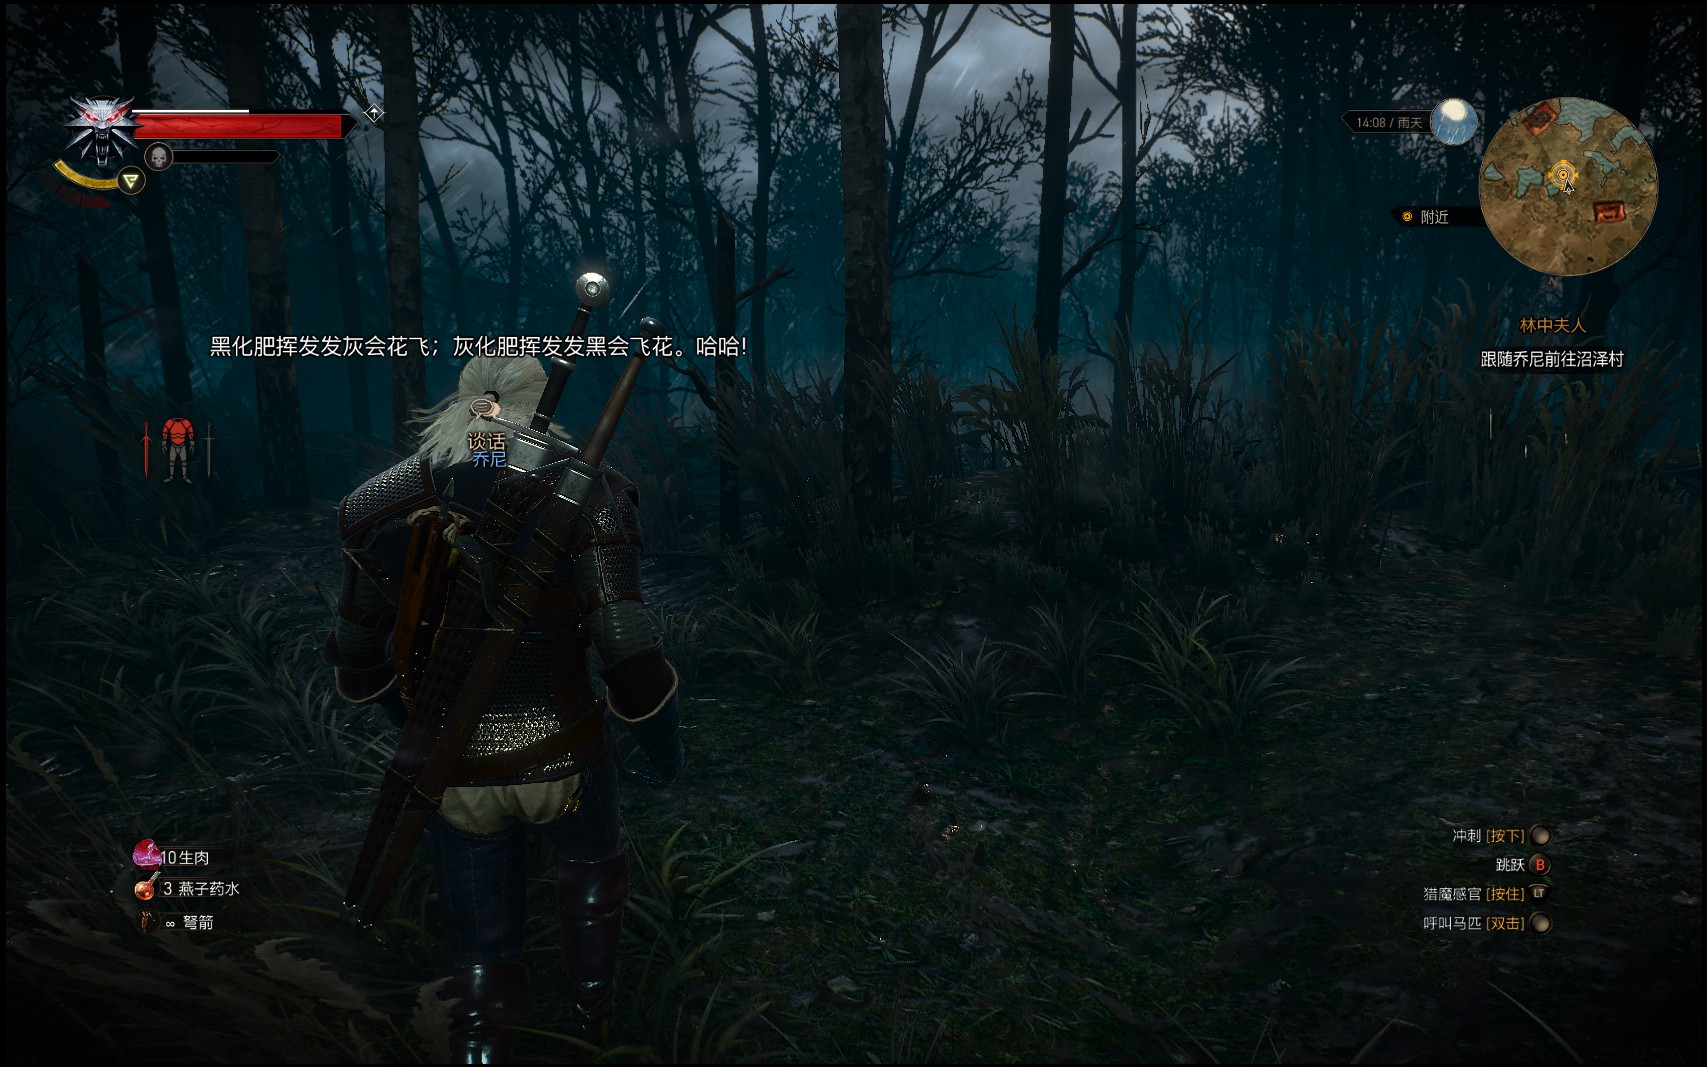 14:08 / 雨天
附近
林中夫人
跟随乔尼前往沼泽村
黑化肥挥发发灰会花飞；灰化肥挥发发黑会飞花。哈哈！
谈话
乔尼
10 生肉
3 燕子药水
∞ 弩箭
冲刺 [按下]
跳跃 B
猎魔感官 [按住] LT
呼叫马匹 [双击]